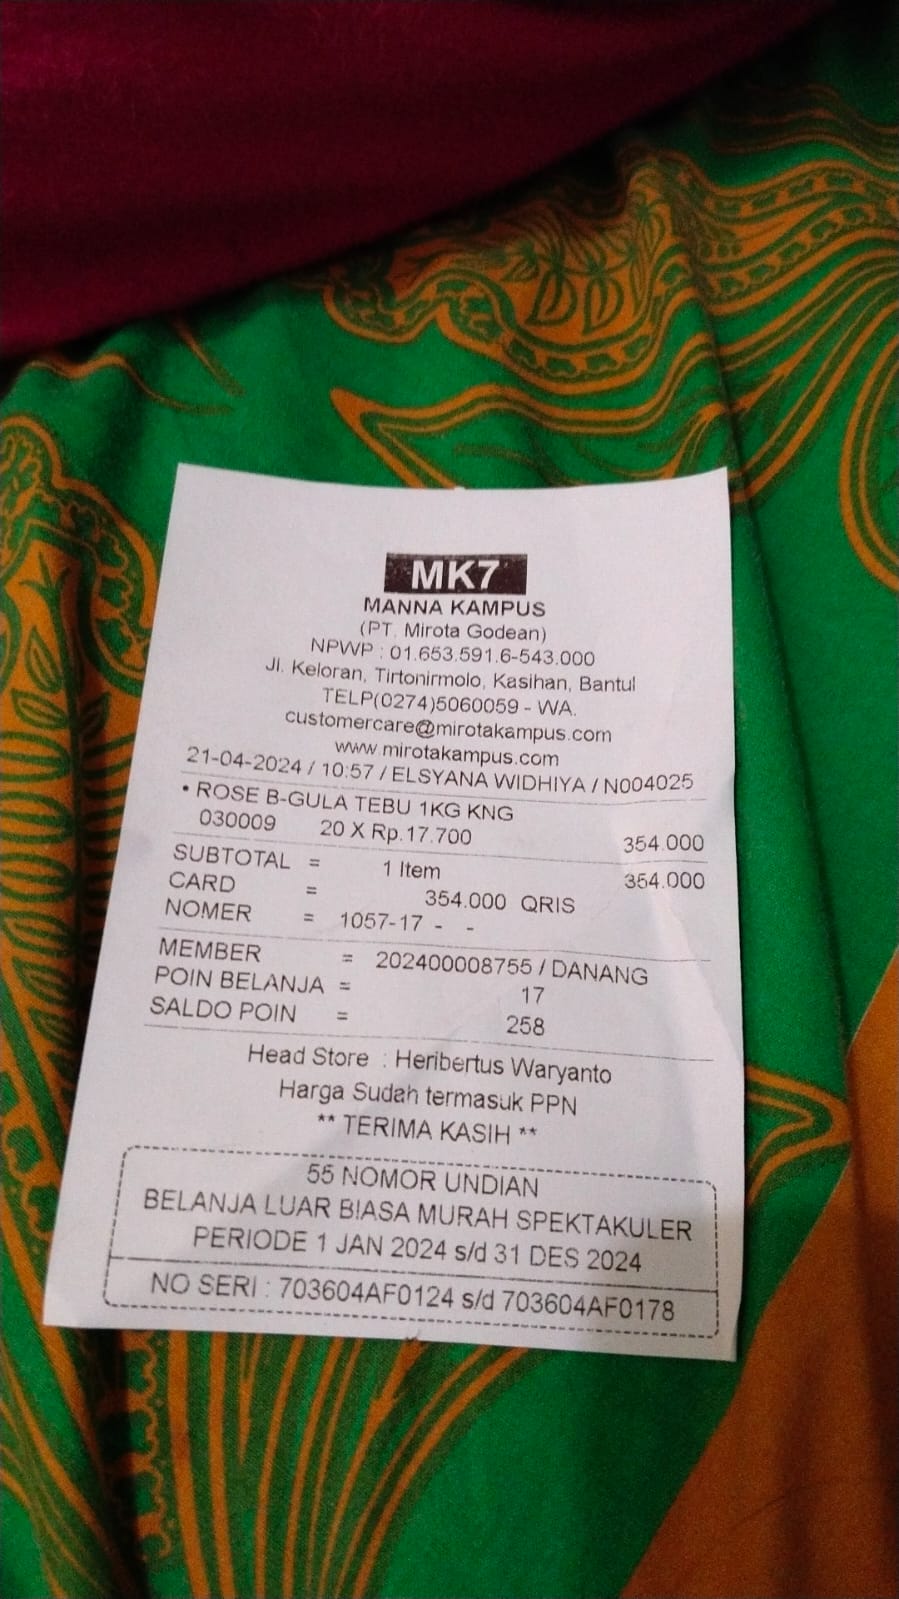 MK7
MANNA KAMPUS
(PT. Mirota Godean)
NPWP : 01.653.591.6-543.000
Jl. Keloran, Tirtonirmolo, Kasihan, Bantul
TELP(0274)5060059 - WA.
customercare@mirotakampus.com
www.mirotakampus.com
21-04-2024 / 10:57 / ELSYANA WIDHIYA / N004025
• ROSE B-GULA TEBU 1KG KNG
030009 20 X Rp.17.700 354.000
SUBTOTAL = 1 Item 354.000
CARD = 354.000 QRIS
NOMER = 1057-17 - -
MEMBER = 202400008755 / DANANG
POIN BELANJA = 17
SALDO POIN = 258
Head Store : Heribertus Waryanto
Harga Sudah termasuk PPN
** TERIMA KASIH **
55 NOMOR UNDIAN
BELANJA LUAR BIASA MURAH SPEKTAKULER
PERIODE 1 JAN 2024 s/d 31 DES 2024
NO SERI : 703604AF0124 s/d 703604AF0178